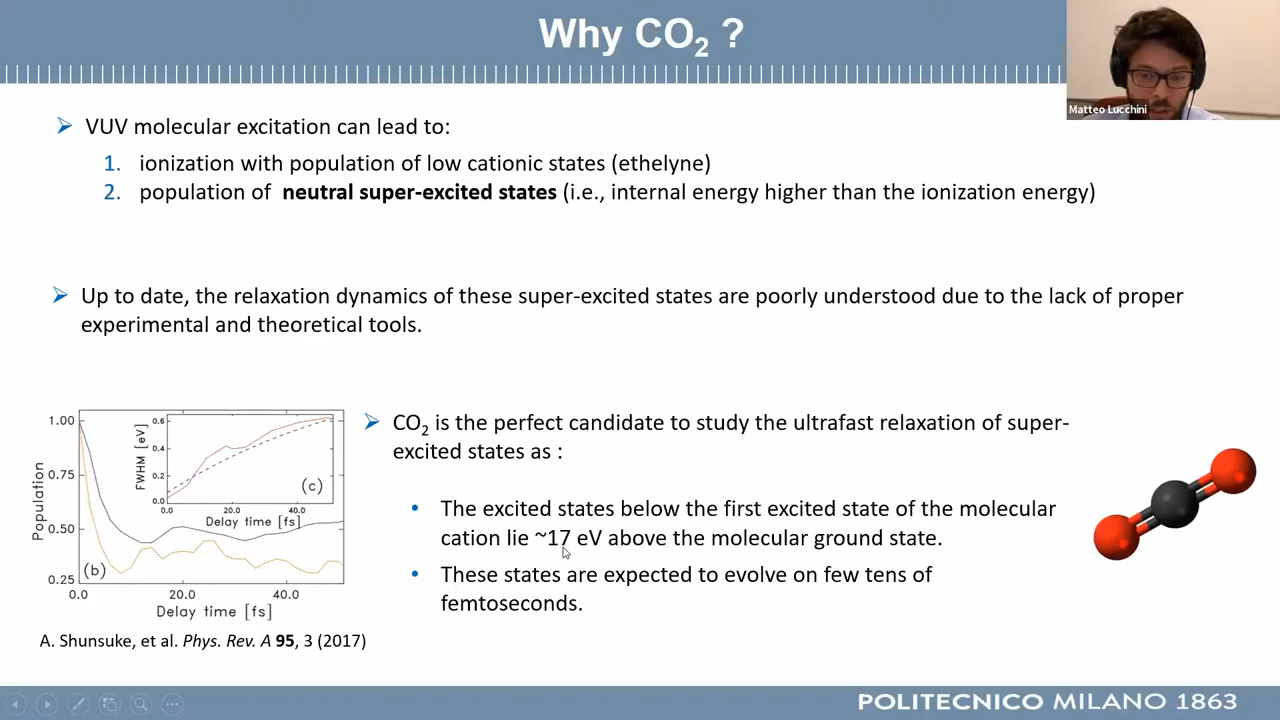 Why CO₂ ?
Matteo Lucchini
➢ VUV molecular excitation can lead to:
1. ionization with population of low cationic states (ethelyne)
2. population of neutral super-excited states (i.e., internal energy higher than the ionization energy)
➢ Up to date, the relaxation dynamics of these super-excited states are poorly understood due to the lack of proper
experimental and theoretical tools.
1.00
0.75
0.50
0.25
Population
0.0 20.0 40.0
Delay time [fs]
(b)
0.6
0.4
0.2
0.0
FWHM [eV]
0.0 20.0 40.0
Delay time [fs]
(c)
A. Shunsuke, et al. Phys. Rev. A 95, 3 (2017)
➢ CO₂ is the perfect candidate to study the ultrafast relaxation of super-
excited states as :
• The excited states below the first excited state of the molecular
cation lie ~17 eV above the molecular ground state.
• These states are expected to evolve on few tens of
femtoseconds.
POLITECNICO MILANO 1863